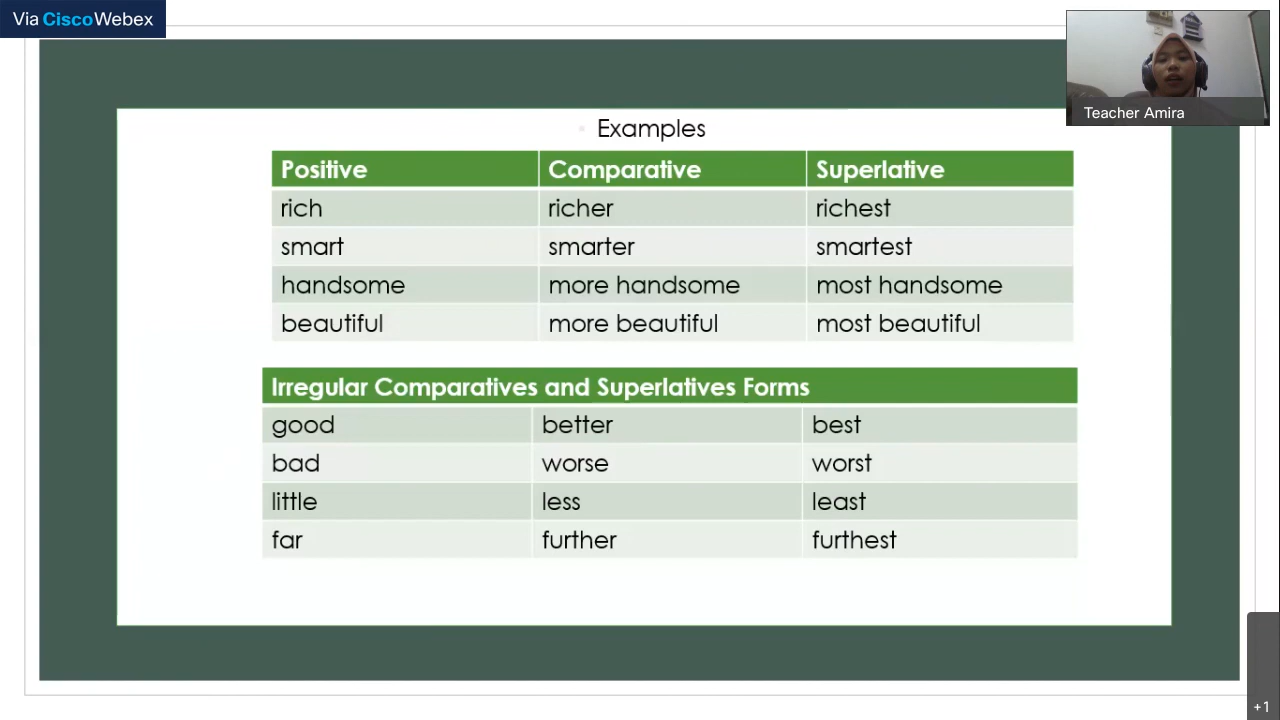 Via CiscoWebex
Teacher Amira
Examples
Positive Comparative Superlative
rich richer richest
smart smarter smartest
handsome more handsome most handsome
beautiful more beautiful most beautiful
Irregular Comparatives and Superlatives Forms
good better best
bad worse worst
little less least
far further furthest
+1